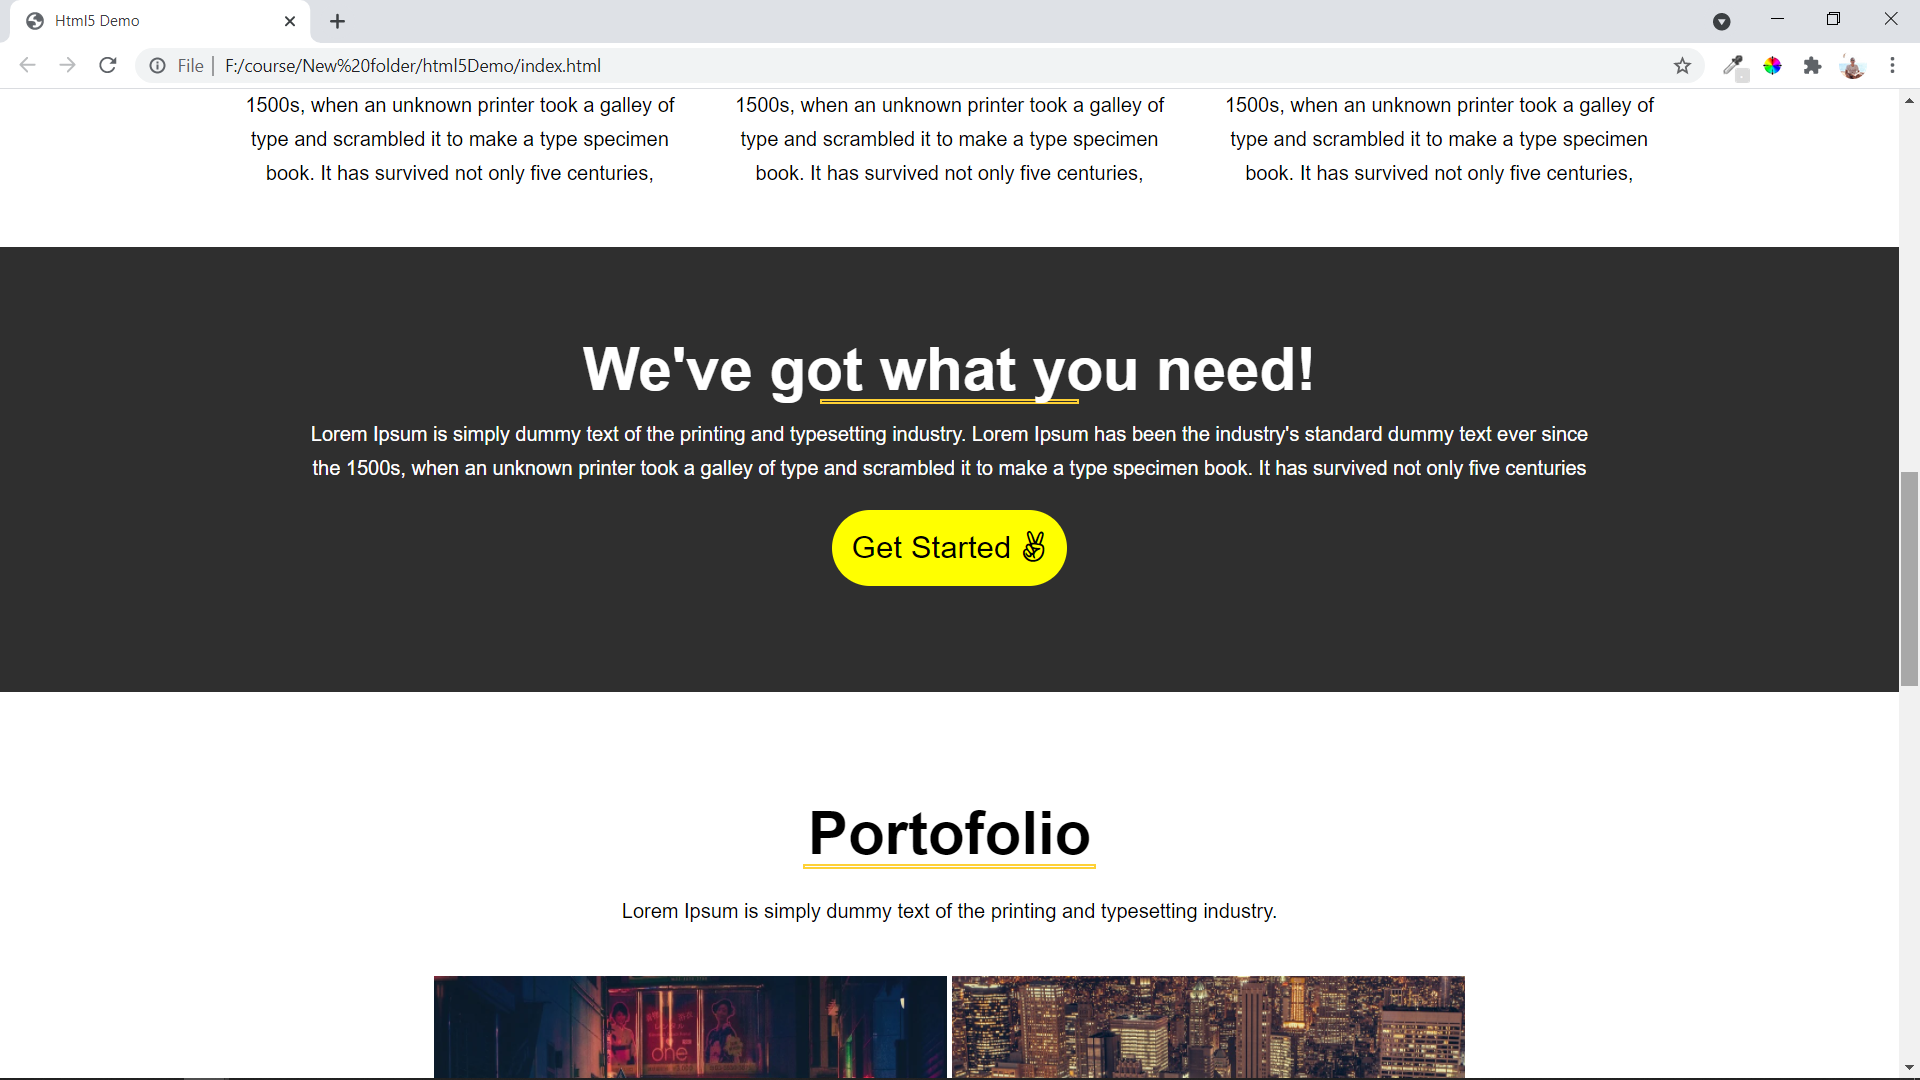 Html5 Demo
File | F:/course/New%20folder/html5Demo/index.html
1500s, when an unknown printer took a galley of
type and scrambled it to make a type specimen
book. It has survived not only five centuries,
1500s, when an unknown printer took a galley of
type and scrambled it to make a type specimen
book. It has survived not only five centuries,
1500s, when an unknown printer took a galley of
type and scrambled it to make a type specimen
book. It has survived not only five centuries,
We've got what you need!
Lorem Ipsum is simply dummy text of the printing and typesetting industry. Lorem Ipsum has been the industry's standard dummy text ever since
the 1500s, when an unknown printer took a galley of type and scrambled it to make a type specimen book. It has survived not only five centuries
Get Started ✌
Portofolio
Lorem Ipsum is simply dummy text of the printing and typesetting industry.
one